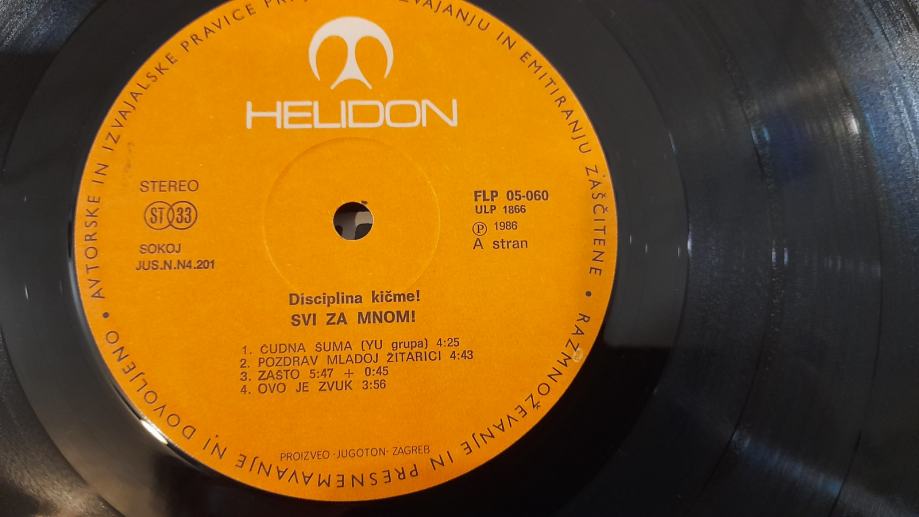 HELIDON
STEREO
ST 33
SOKOJ
JUS.N.N4.201
FLP 05-060
ULP 1866
Ⓟ 1986
A stran
Disciplina kičme!
SVI ZA MNOM!
1. ČUDNA ŠUMA (YU grupa) 4:25
2. POZDRAV MLADOJ ŽITARICI 4:43
3. ZAŠTO 5:47 + 0:45
4. OVO JE ZVUK 3:56
PROIZVEO -JUGOTON- ZAGREB
• AVTORSKE IN IZVAJALSKE PRAVICE IZVAJANJU IN EMITIRANJU ZAŠČITENE • RAZMNOŽEVANJE IN PRESNEMAVANJE NI DOVOLJENO